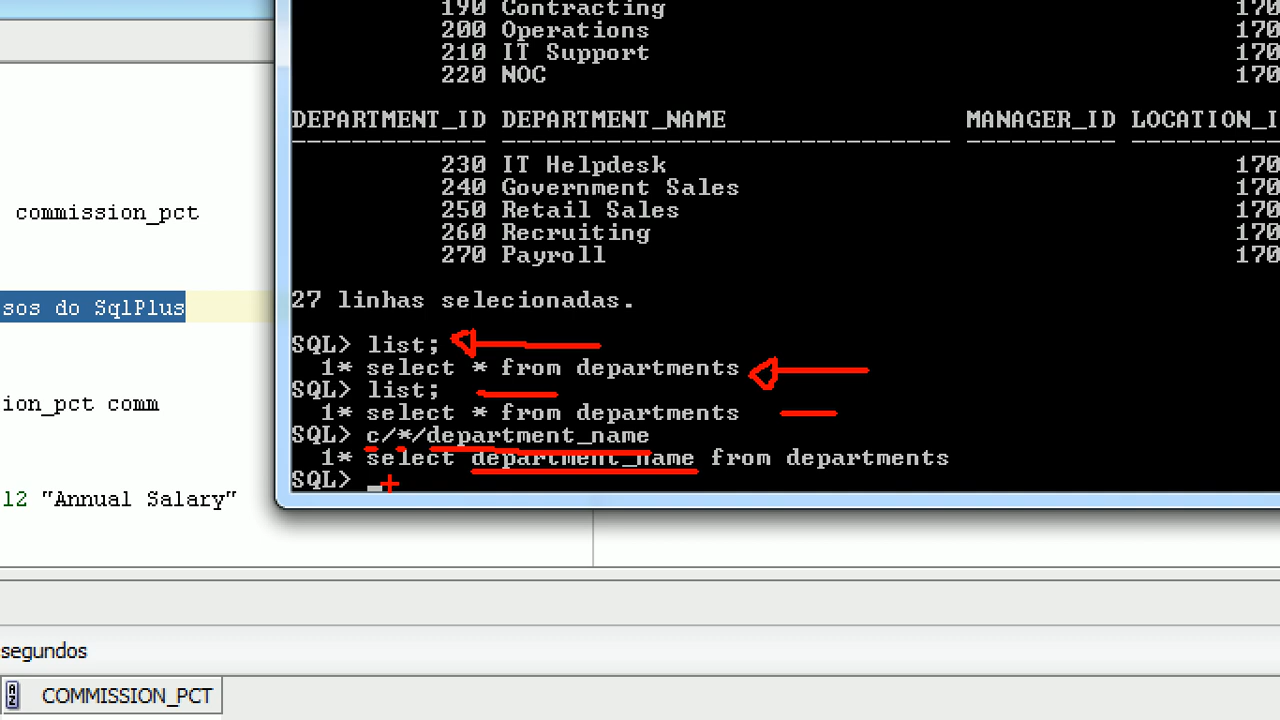 190 Contracting 170
200 Operations 170
210 IT Support 170
220 NOC 170
DEPARTMENT_ID DEPARTMENT_NAME MANAGER_ID LOCATION_I
------------- ------------------------------ ---------- ----------
230 IT Helpdesk 170
240 Government Sales 170
250 Retail Sales 170
260 Recruiting 170
270 Payroll 170
27 linhas selecionadas.
SQL> list;
1* select * from departments
SQL> list;
1* select * from departments
SQL> c/*/department_name
1* select department_name from departments
SQL> _
commission_pct
sos do SqlPlus
ion_pct comm
12 "Annual Salary"
segundos
AZ COMMISSION_PCT